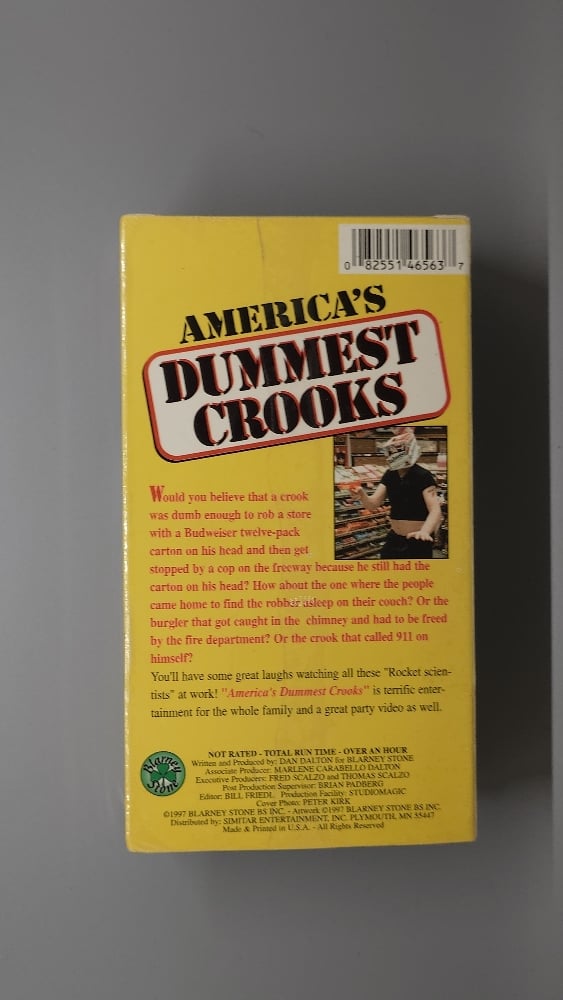 0 82551 46563 7
AMERICA'S
DUMMEST
CROOKS
Would you believe that a crook
was dumb enough to rob a store
with a Budweiser twelve-pack
carton on his head and then get
stopped by a cop on the freeway because he still had the
carton on his head? How about the one where the people
came home to find the robber asleep on their couch? Or the
burglar that got caught in the chimney and had to be freed
by the fire department? Or the crook that called 911 on
himself?
You'll have some great laughs watching all these "Rocket scien-
tists" at work! "America's Dummest Crooks" is terrific enter-
tainment for the whole family and a great party video as well.
Blarney
Stone
NOT RATED - TOTAL RUN TIME - OVER AN HOUR
Written and Produced by: DAN DALTON for BLARNEY STONE
Associate Producer: MARLENE CARABELLO DALTON
Executive Producers: FRED SCALZO and THOMAS SCALZO
Post Production Supervisor: BRIAN PADBERG
Editor: BILL FRIEDL Production Facility: STUDIOMAGIC
Cover Photo: PETER KIRK
©1997 BLARNEY STONE BS INC. - Artwork ©1997 BLARNEY STONE BS INC.
Distributed by: SIMITAR ENTERTAINMENT, INC. PLYMOUTH, MN 55447
Made & Printed in U.S.A. - All Rights Reserved